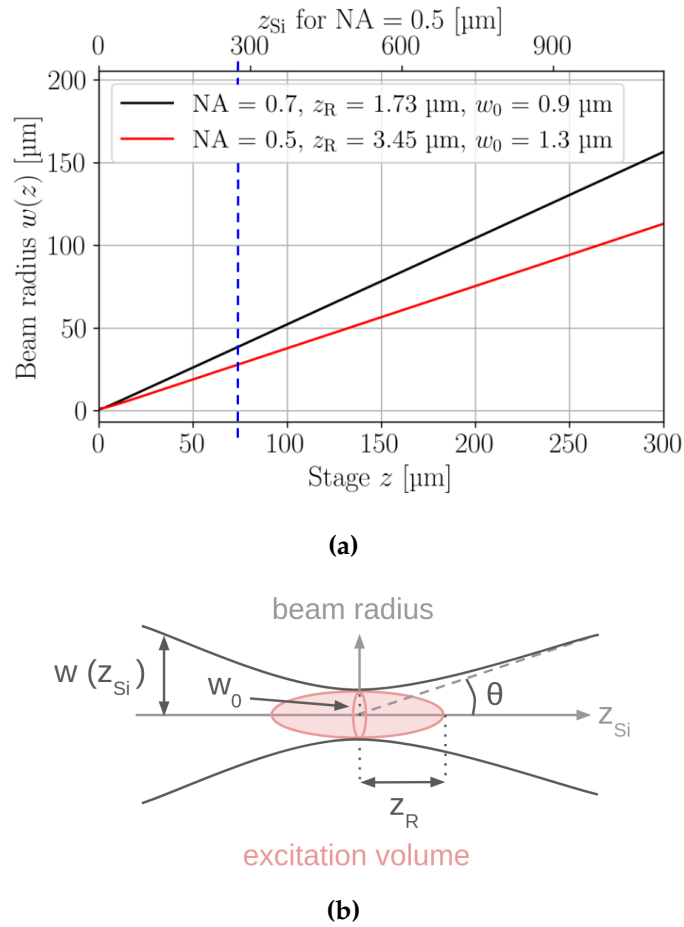 z_Si for NA = 0.5 [µm]
0 300 600 900
200
150
100
50
0
Beam radius w(z) [µm]
NA = 0.7, z_R = 1.73 µm, w_0 = 0.9 µm
NA = 0.5, z_R = 3.45 µm, w_0 = 1.3 µm
0 50 100 150 200 250 300
Stage z [µm]
(a)
beam radius
w (z_Si)
w_0
θ
z_Si
z_R
excitation volume
(b)